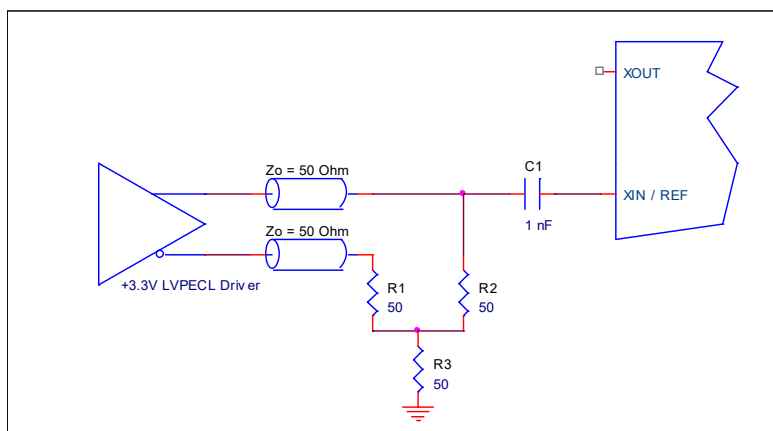 XOUT
Zo = 50 Ohm
C1
XIN / REF
1 nF
Zo = 50 Ohm
+3.3V LVPECL Driver
R1
50
R2
50
R3
50